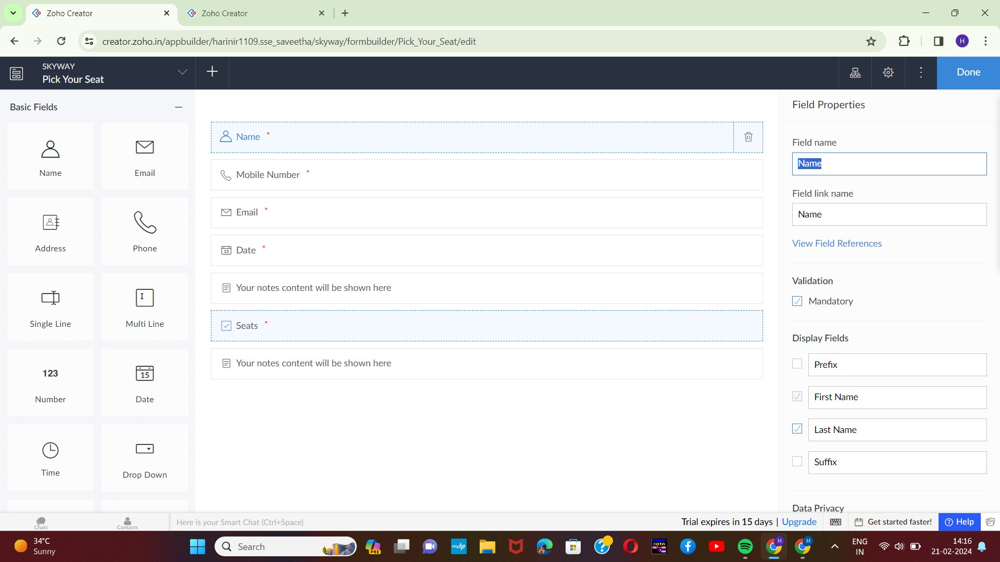 Zoho Creator
Zoho Creator
creator.zoho.in/appbuilder/harinir1109.sse_saveetha/skyway/formbuilder/Pick_Your_Seat/edit
H
SKYWAY
Pick Your Seat
Done
Basic Fields
Name
Email
Address
Phone
Single Line
Multi Line
123
Number
15
Date
Time
Drop Down
Name *
Mobile Number *
Email *
15 Date *
Your notes content will be shown here
Seats *
Your notes content will be shown here
Field Properties
Field name
Name
Field link name
Name
View Field References
Validation
Mandatory
Display Fields
Prefix
First Name
Last Name
Suffix
Data Privacy
Chats
Contacts
Here is your Smart Chat (Ctrl+Space)
Trial expires in 15 days | Upgrade
Get started faster!
Help
34°C
Sunny
Search
PRE
myhp
DATA
H
H
ENG
IN
14:16
21-02-2024